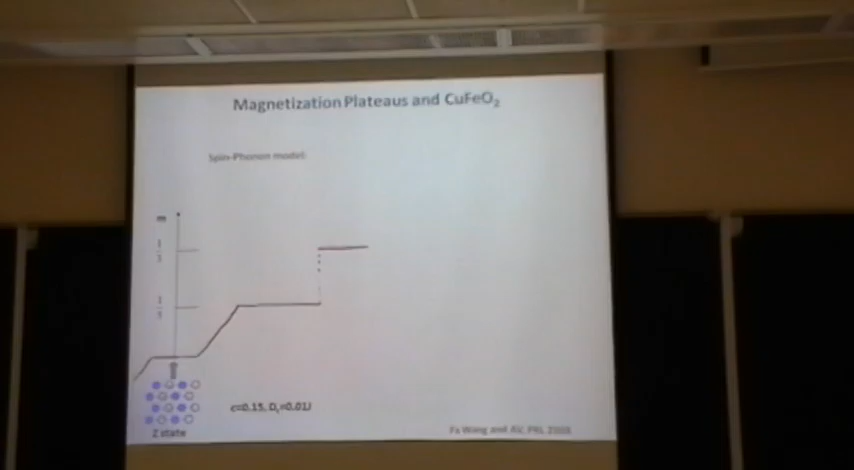 Magnetization Plateaus and CuFeO₂
Spin-Phonon model:
m
1
3
1
5
c=0.15, D,=0.01J
Z state
Fa Wang and AV, PRL 2008